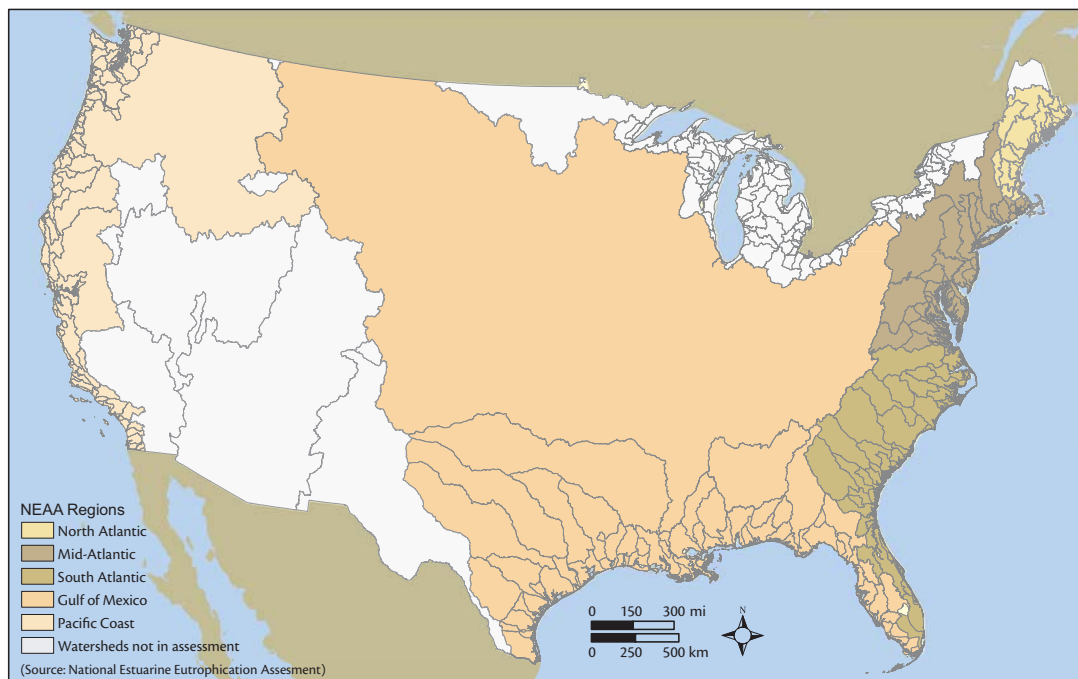 NEAA Regions
North Atlantic
Mid-Atlantic
South Atlantic
Gulf of Mexico
Pacific Coast
Watersheds not in assessment
(Source: National Estuarine Eutrophication Assesment)
0 150 300 mi
0 250 500 km
N